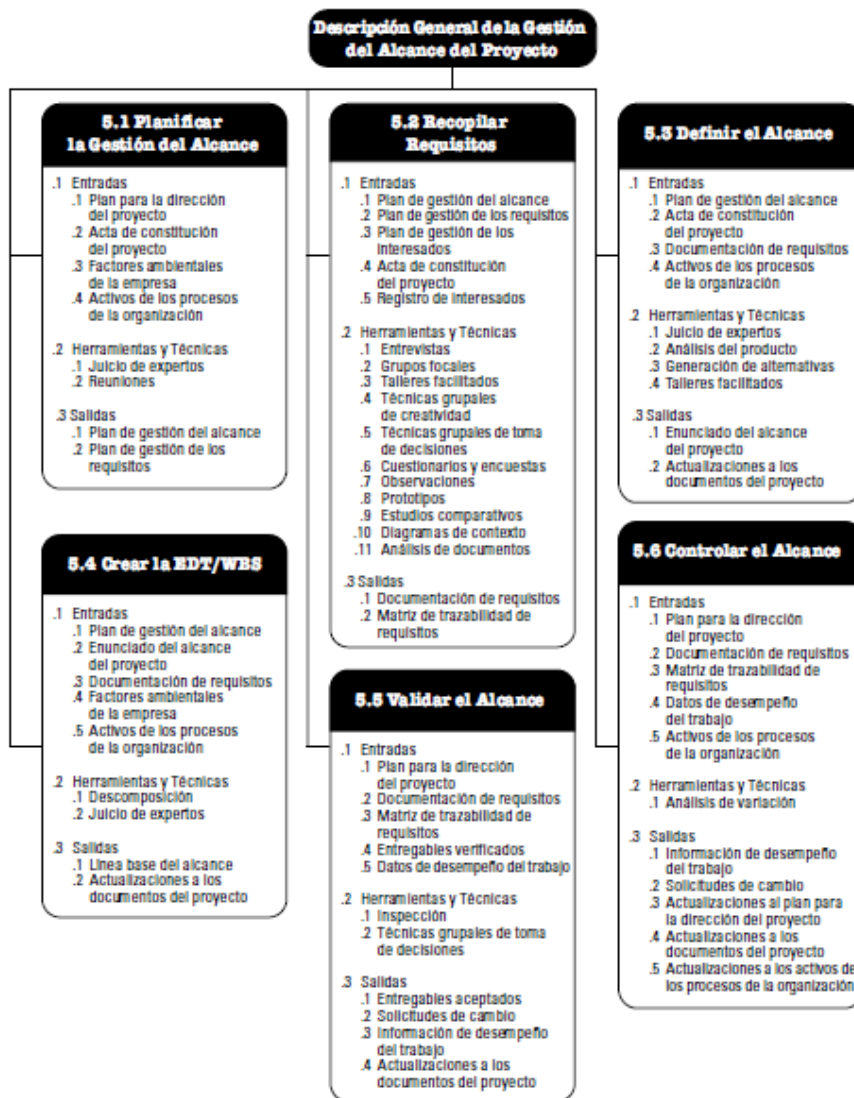 Descripción General de la Gestión
del Alcance del Proyecto
5.1 Planificar
la Gestión del Alcance
.1 Entradas
.1 Plan para la dirección
del proyecto
.2 Acta de constitución
del proyecto
.3 Factores ambientales
de la empresa
.4 Activos de los procesos
de la organización
.2 Herramientas y Técnicas
.1 Juicio de expertos
.2 Reuniones
.3 Salidas
.1 Plan de gestión del alcance
.2 Plan de gestión de los
requisitos
5.2 Recopilar
Requisitos
.1 Entradas
.1 Plan de gestión del alcance
.2 Plan de gestión de los requisitos
.3 Plan de gestión de los
interesados
.4 Acta de constitución
del proyecto
.5 Registro de interesados
.2 Herramientas y Técnicas
.1 Entrevistas
.2 Grupos focales
.3 Talleres facilitados
.4 Técnicas grupales
de creatividad
.5 Técnicas grupales de toma
de decisiones
.6 Cuestionarios y encuestas
.7 Observaciones
.8 Prototipos
.9 Estudios comparativos
.10 Diagramas de contexto
.11 Análisis de documentos
.3 Salidas
.1 Documentación de requisitos
.2 Matriz de trazabilidad de
requisitos
5.3 Definir el Alcance
.1 Entradas
.1 Plan de gestión del alcance
.2 Acta de constitución
del proyecto
.3 Documentación de requisitos
.4 Activos de los procesos
de la organización
.2 Herramientas y Técnicas
.1 Juicio de expertos
.2 Análisis del producto
.3 Generación de alternativas
.4 Talleres facilitados
.3 Salidas
.1 Enunciado del alcance
del proyecto
.2 Actualizaciones a los
documentos del proyecto
5.4 Crear la EDT/WBS
.1 Entradas
.1 Plan de gestión del alcance
.2 Enunciado del alcance
del proyecto
.3 Documentación de requisitos
.4 Factores ambientales
de la empresa
.5 Activos de los procesos
de la organización
.2 Herramientas y Técnicas
.1 Descomposición
.2 Juicio de expertos
.3 Salidas
.1 Línea base del alcance
.2 Actualizaciones a los
documentos del proyecto
5.5 Validar el Alcance
.1 Entradas
.1 Plan para la dirección
del proyecto
.2 Documentación de requisitos
.3 Matriz de trazabilidad de
requisitos
.4 Entregables verificados
.5 Datos de desempeño del trabajo
.2 Herramientas y Técnicas
.1 Inspección
.2 Técnicas grupales de toma
de decisiones
.3 Salidas
.1 Entregables aceptados
.2 Solicitudes de cambio
.3 Información de desempeño
del trabajo
.4 Actualizaciones a los
documentos del proyecto
5.6 Controlar el Alcance
.1 Entradas
.1 Plan para la dirección
del proyecto
.2 Documentación de requisitos
.3 Matriz de trazabilidad de
requisitos
.4 Datos de desempeño
del trabajo
.5 Activos de los procesos
de la organización
.2 Herramientas y Técnicas
.1 Análisis de variación
.3 Salidas
.1 Información de desempeño
del trabajo
.2 Solicitudes de cambio
.3 Actualizaciones al plan para
la dirección del proyecto
.4 Actualizaciones a los
documentos del proyecto
.5 Actualizaciones a los activos de
los procesos de la organización